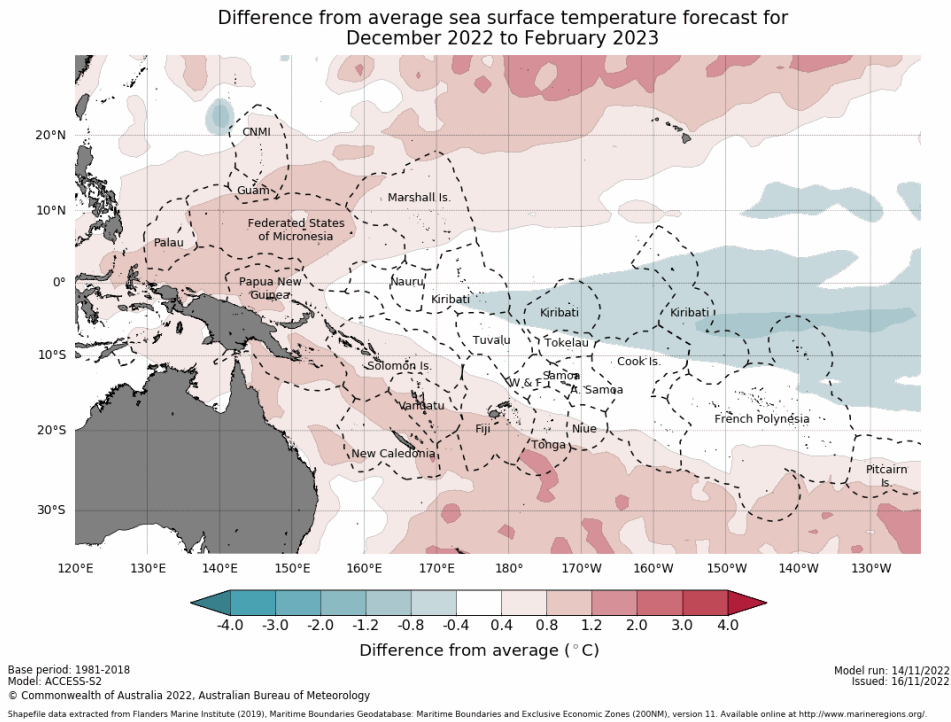 Difference from average sea surface temperature forecast for
December 2022 to February 2023
20°N
10°N
0°
10°S
20°S
30°S
CNMI
Guam
Marshall Is.
Federated States
of Micronesia
Palau
Papua New
Guinea
Nauru
Kiribati
Kiribati
Kiribati
Tuvalu
Tokelau
Solomon Is.
Cook Is.
W & F
Samoa
A. Samoa
Vanuatu
Fiji
Niue
French Polynesia
Tonga
New Caledonia
Pitcairn
Is.
120°E 130°E 140°E 150°E 160°E 170°E 180°W 170°W 160°W 150°W 140°W 130°W
-4.0 -3.0 -2.0 -1.2 -0.8 -0.4 0.4 0.8 1.2 2.0 3.0 4.0
Difference from average (°C)
Base period: 1981-2018
Model: ACCESS-S2
© Commonwealth of Australia 2022, Australian Bureau of Meteorology
Model run: 14/11/2022
Issued: 16/11/2022
Shapefile data extracted from Flanders Marine Institute (2019), Maritime Boundaries Geodatabase: Maritime Boundaries and Exclusive Economic Zones (200NM), version 11. Available online at http://www.marineregions.org/.